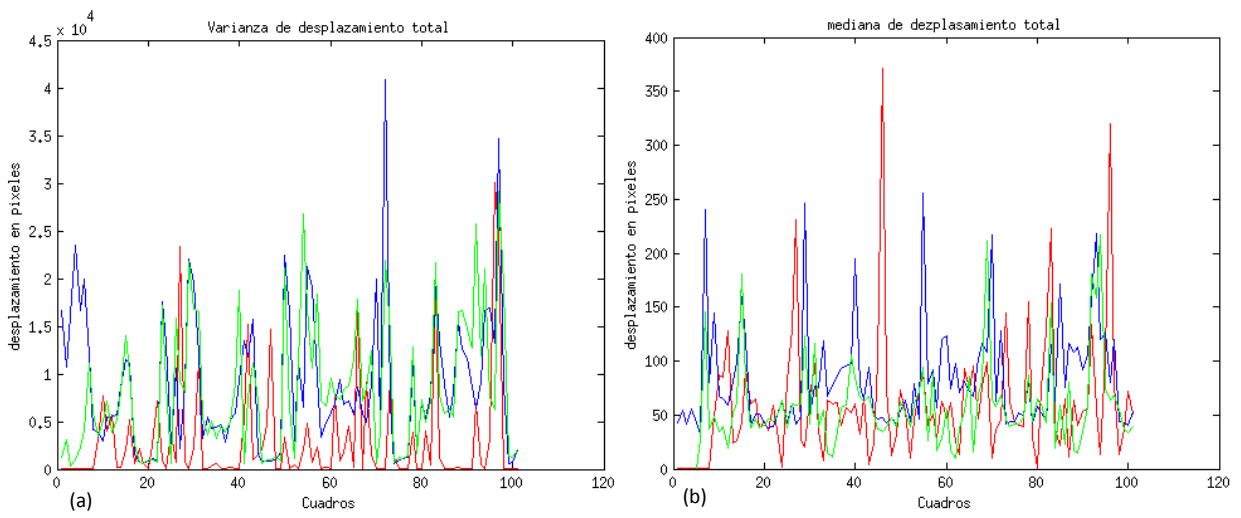 x 10^4
Varianza de desplazamiento total
4.5
4
3.5
3
2.5
2
1.5
1
0.5
0
desplazamiento en pixeles
0 20 40 60 80 100 120
Cuadros
(a)
mediana de dezplasamiento total
400
350
300
250
200
150
100
50
0
desplazamiento en pixeles
0 20 40 60 80 100 120
Cuadros
(b)